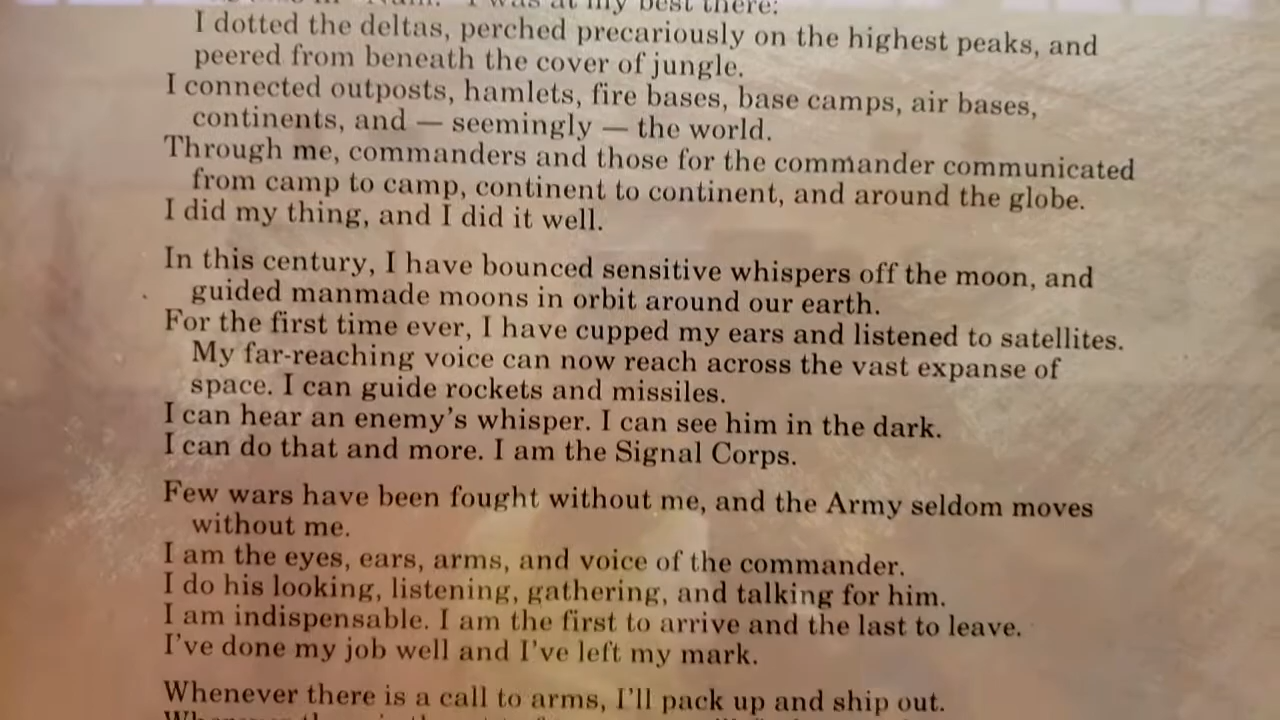 in "Nam." I was at my best there:
I dotted the deltas, perched precariously on the highest peaks, and
peered from beneath the cover of jungle.
I connected outposts, hamlets, fire bases, base camps, air bases,
continents, and — seemingly — the world.
Through me, commanders and those for the commander communicated
from camp to camp, continent to continent, and around the globe.
I did my thing, and I did it well.
In this century, I have bounced sensitive whispers off the moon, and
guided manmade moons in orbit around our earth.
For the first time ever, I have cupped my ears and listened to satellites.
My far-reaching voice can now reach across the vast expanse of
space. I can guide rockets and missiles.
I can hear an enemy's whisper. I can see him in the dark.
I can do that and more. I am the Signal Corps.
Few wars have been fought without me, and the Army seldom moves
without me.
I am the eyes, ears, arms, and voice of the commander.
I do his looking, listening, gathering, and talking for him.
I am indispensable. I am the first to arrive and the last to leave.
I've done my job well and I've left my mark.
Whenever there is a call to arms, I'll pack up and ship out.